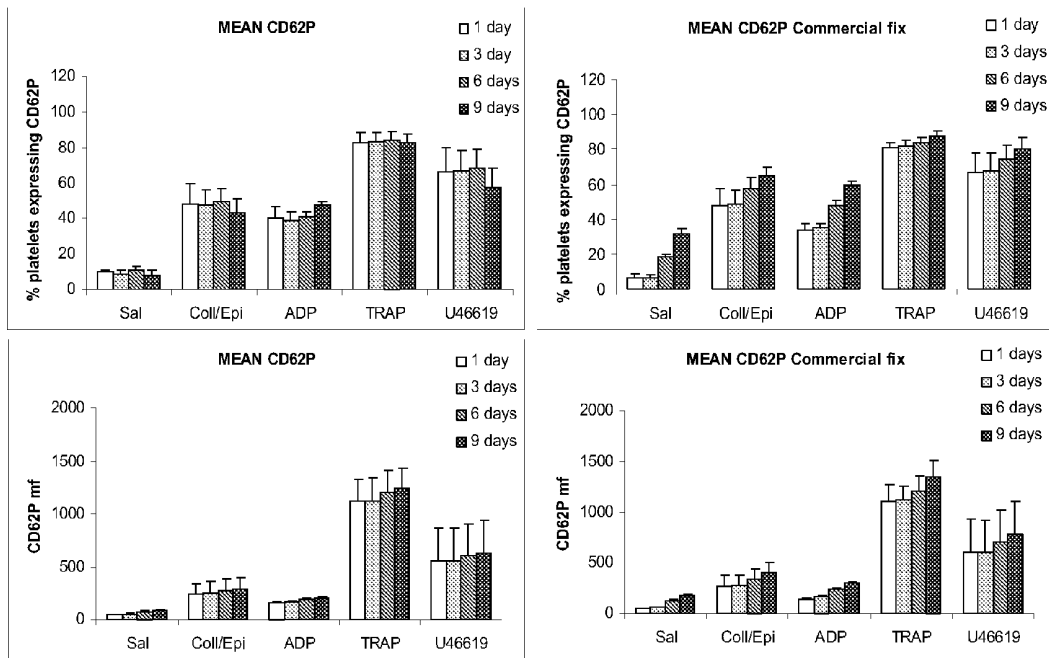 MEAN CD62P
1 day
3 day
6 days
9 days
% platelets expressing CD62P
120
100
80
60
40
20
0
Sal Coll/Epi ADP TRAP U46619
MEAN CD62P Commercial fix
1 day
3 days
6 days
9 days
% platelets expressing CD62P
120
100
80
60
40
20
0
Sal Coll/Epi ADP TRAP U46619
MEAN CD62P
1 day
3 days
6 days
9 days
CD62P mf
2000
1500
1000
500
0
Sal Coll/Epi ADP TRAP U46619
MEAN CD62P Commercial fix
1 days
3 days
6 days
9 days
CD62P mf
2000
1500
1000
500
0
Sal Coll/Epi ADP TRAP U46619